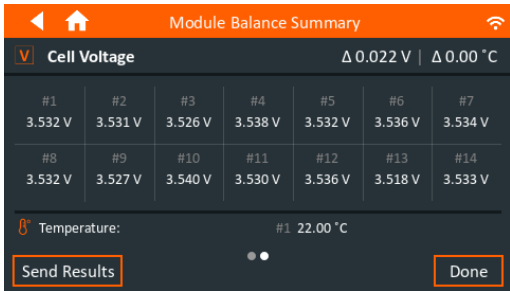 Module Balance Summary
V Cell Voltage Δ 0.022 V | Δ 0.00 °C
#1 #2 #3 #4 #5 #6 #7
3.532 V 3.531 V 3.526 V 3.538 V 3.532 V 3.536 V 3.534 V
#8 #9 #10 #11 #12 #13 #14
3.532 V 3.527 V 3.540 V 3.530 V 3.536 V 3.518 V 3.533 V
Temperature: #1 22.00 °C
Send Results Done